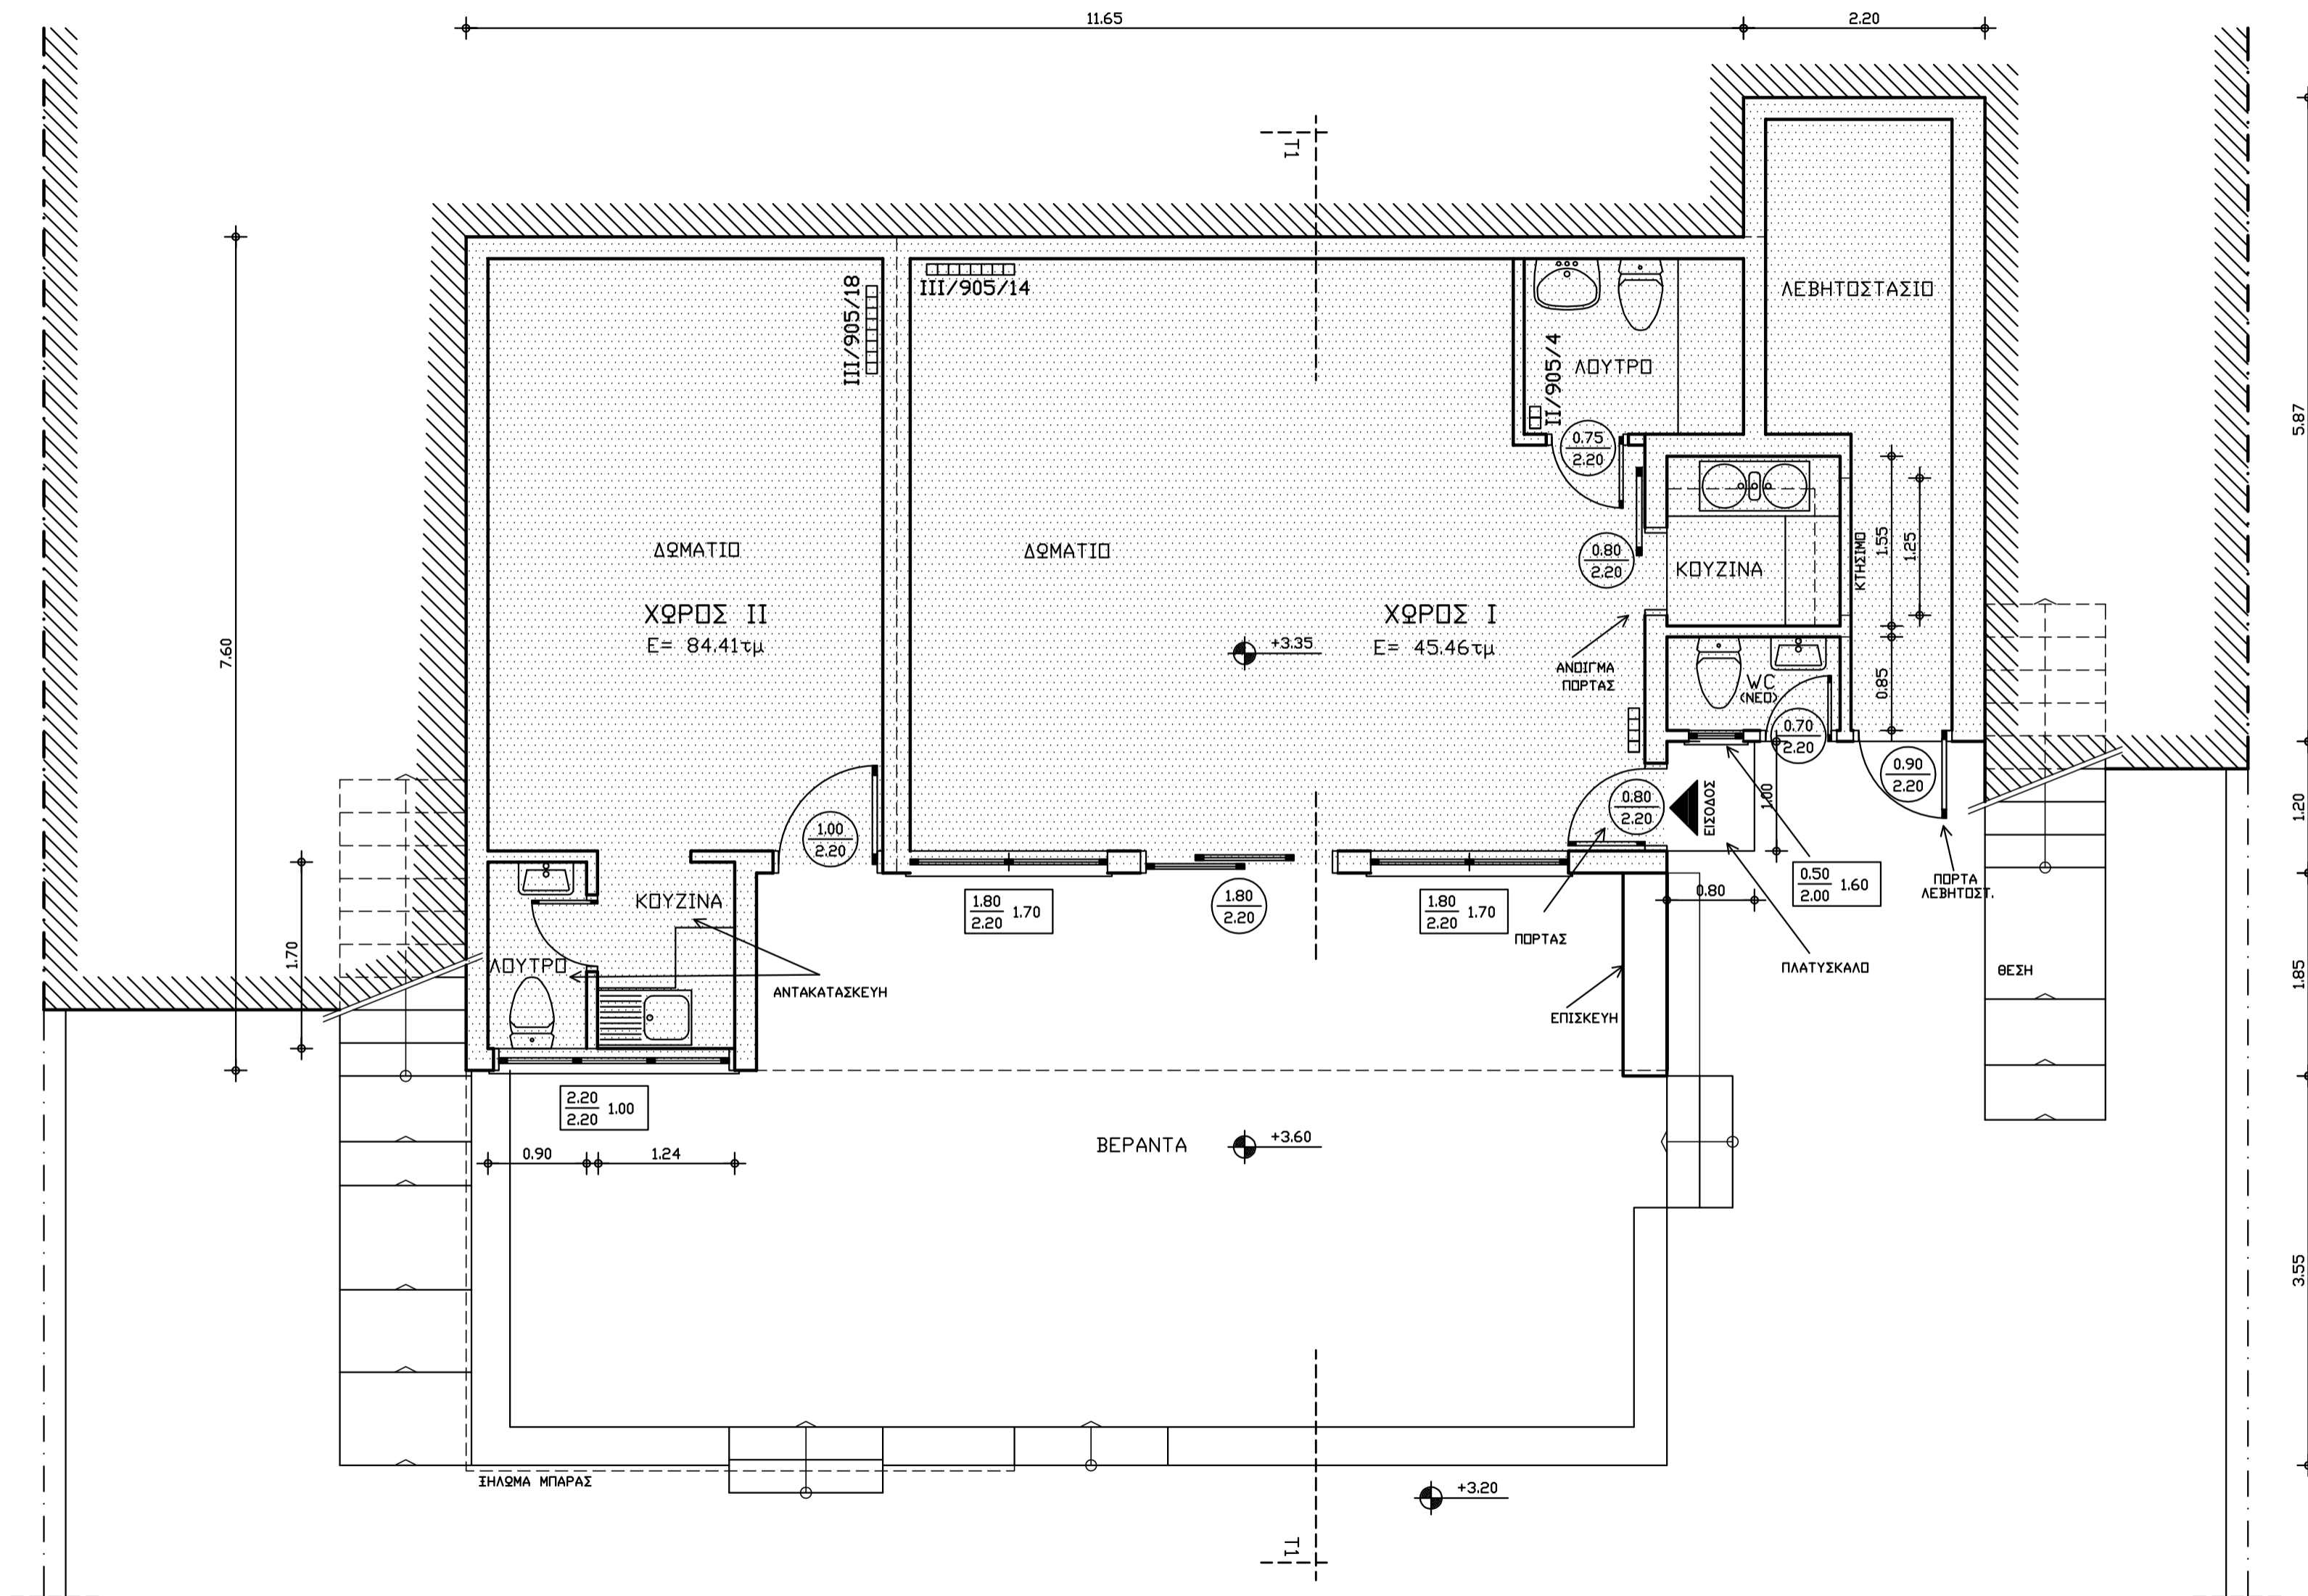 11.65
2.20
T1
ΛΕΒΗΤΟΣΤΑΣΙΟ
III/905/18
III/905/14
II/905/4
ΛΟΥΤΡΟ
0.75
2.20
5.87
ΔΩΜΑΤΙΟ
ΔΩΜΑΤΙΟ
0.80
2.20
ΚΟΥΖΙΝΑ
ΚΤΗΣΙΜΟ
1.55
1.25
ΧΩΡΟΣ II
Ε= 84.41τμ
ΧΩΡΟΣ I
Ε= 45.46τμ
+3.35
7.60
ΑΝΟΙΓΜΑ
ΠΟΡΤΑΣ
WC
(ΝΕΟ)
0.85
0.70
2.20
0.90
2.20
1.00
2.20
0.80
2.20
ΕΙΣΟΔΟΣ
1.00
1.20
0.50
2.00
1.60
ΠΟΡΤΑ
ΛΕΒΗΤΟΣΤ.
0.80
ΚΟΥΖΙΝΑ
1.80
2.20
1.70
1.80
2.20
1.80
2.20
1.70
ΠΟΡΤΑΣ
1.70
ΛΟΥΤΡΟ
ΑΝΤΑΚΑΤΑΣΚΕΥΗ
ΠΛΑΤΥΣΚΑΛΟ
ΘΕΣΗ
1.85
ΕΠΙΣΚΕΥΗ
2.20
2.20
1.00
ΒΕΡΑΝΤΑ
+3.60
0.90
1.24
3.55
ΞΗΛΩΜΑ ΜΠΑΡΑΣ
+3.20
T1